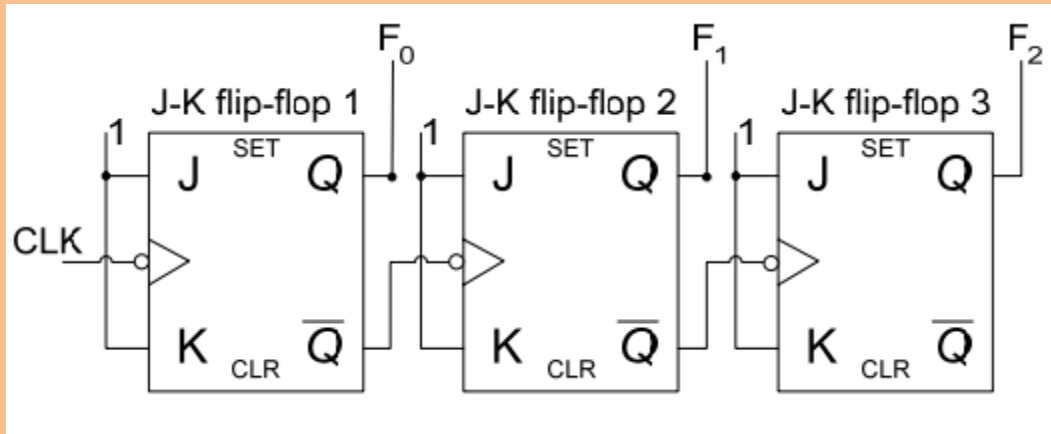 F₀ F₁ F₂
J-K flip-flop 1 J-K flip-flop 2 J-K flip-flop 3
1 SET 1 SET 1 SET
J Q J Q J Q
CLK
K Q̅ K Q̅ K Q̅
CLR CLR CLR